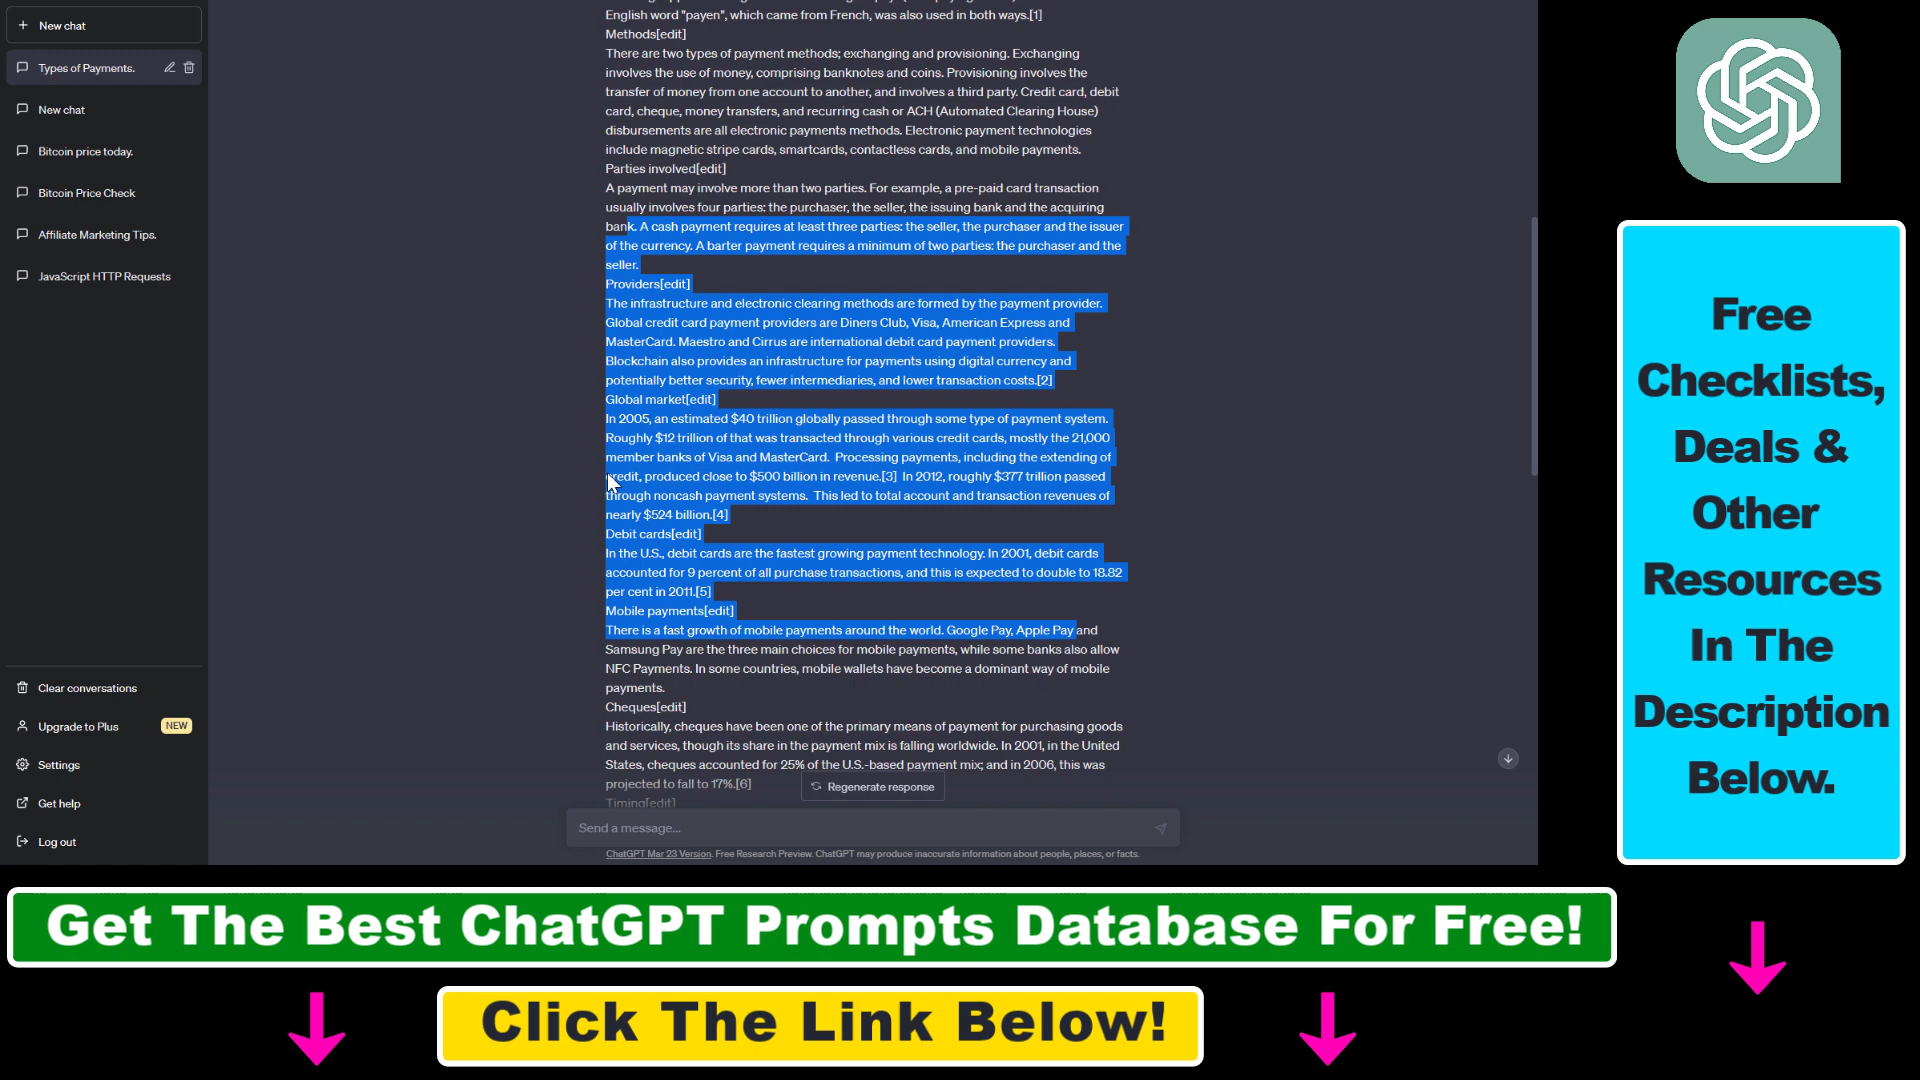 New chat
Types of Payments.
New chat
Bitcoin price today.
Bitcoin Price Check
Affiliate Marketing Tips.
JavaScript HTTP Requests
Clear conversations
Upgrade to Plus NEW
Settings
Get help
Log out
English word "payen", which came from French, was also used in both ways.[1]
Methods[edit]
There are two types of payment methods; exchanging and provisioning. Exchanging
involves the use of money, comprising banknotes and coins. Provisioning involves the
transfer of money from one account to another, and involves a third party. Credit card, debit
card, cheque, money transfers, and recurring cash or ACH (Automated Clearing House)
disbursements are all electronic payments methods. Electronic payment technologies
include magnetic stripe cards, smartcards, contactless cards, and mobile payments.
Parties involved[edit]
A payment may involve more than two parties. For example, a pre-paid card transaction
usually involves four parties: the purchaser, the seller, the issuing bank and the acquiring
bank. A cash payment requires at least three parties: the seller, the purchaser and the issuer
of the currency. A barter payment requires a minimum of two parties: the purchaser and the
seller.
Providers[edit]
The infrastructure and electronic clearing methods are formed by the payment provider.
Global credit card payment providers are Diners Club, Visa, American Express and
MasterCard. Maestro and Cirrus are international debit card payment providers.
Blockchain also provides an infrastructure for payments using digital currency and
potentially better security, fewer intermediaries, and lower transaction costs.[2]
Global market[edit]
In 2005, an estimated $40 trillion globally passed through some type of payment system.
Roughly $12 trillion of that was transacted through various credit cards, mostly the 21,000
member banks of Visa and MasterCard. Processing payments, including the extending of
credit, produced close to $500 billion in revenue.[3] In 2012, roughly $377 trillion passed
through noncash payment systems. This led to total account and transaction revenues of
nearly $524 billion.[4]
Debit cards[edit]
In the U.S., debit cards are the fastest growing payment technology. In 2001, debit cards
accounted for 9 percent of all purchase transactions, and this is expected to double to 18.82
per cent in 2011.[5]
Mobile payments[edit]
There is a fast growth of mobile payments around the world. Google Pay, Apple Pay and
Samsung Pay are the three main choices for mobile payments, while some banks also allow
NFC Payments. In some countries, mobile wallets have become a dominant way of mobile
payments.
Cheques[edit]
Historically, cheques have been one of the primary means of payment for purchasing goods
and services, though its share in the payment mix is falling worldwide. In 2001, in the United
States, cheques accounted for 25% of the U.S.-based payment mix; and in 2006, this was
projected to fall to 17%.[6]
Timing[edit]
Regenerate response
Send a message...
ChatGPT Mar 23 Version. Free Research Preview. ChatGPT may produce inaccurate information about people, places, or facts.
Free
Checklists,
Deals &
Other
Resources
In The
Description
Below.
Get The Best ChatGPT Prompts Database For Free!
Click The Link Below!